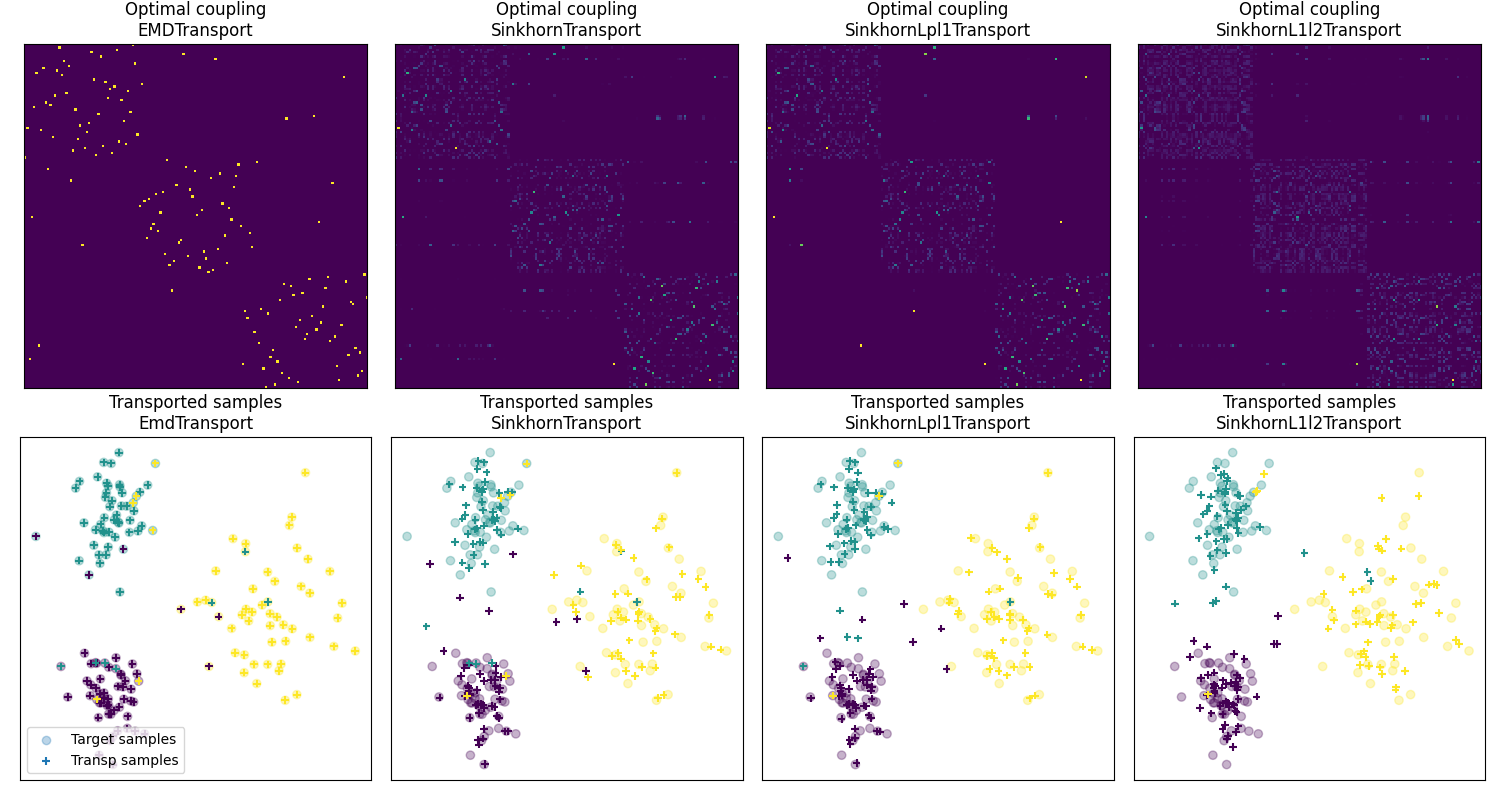 Optimal coupling
EMDTransport
Optimal coupling
SinkhornTransport
Optimal coupling
SinkhornLpl1Transport
Optimal coupling
SinkhornL1l2Transport
Transported samples
EmdTransport
Transported samples
SinkhornTransport
Transported samples
SinkhornLpl1Transport
Transported samples
SinkhornL1l2Transport
Target samples
Transp samples